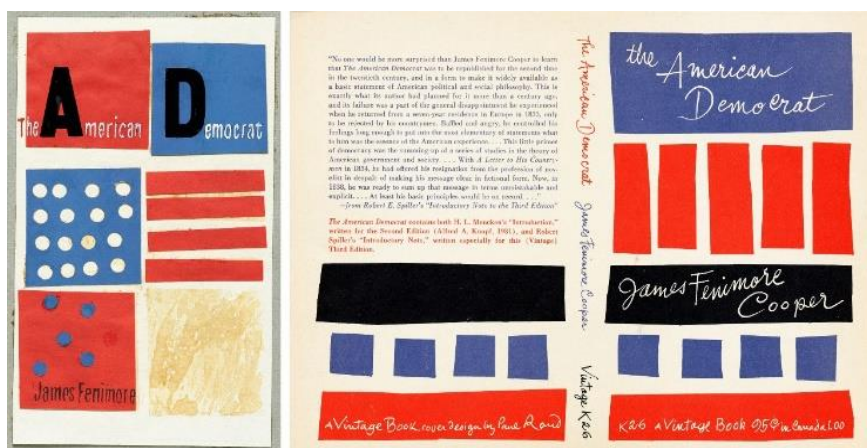 The American Democrat
James Fenimore
"No one would be more surprised than James Fenimore Cooper to learn
that The American Democrat was to be republished for the second time
in the twentieth century, and in a form to make it widely available as
a basic statement of American political and social philosophy. This is
exactly what its author had planned for it more than a century ago,
and its failure was a part of the general disappointment he experienced
when he returned from a seven-year residence in Europe in 1833, only
to be rejected by his countrymen. Baffled and angry, he controlled his
feelings long enough to put into the most elementary of statements what
to him was the essence of the American experience. . . . This little primer
of democracy was the summing-up of a series of studies in the theory of
American government and society. . . . With A Letter to His Country-
men in 1834, he had offered his resignation from the profession of nov-
elist in despair of making his message clear in fictional form. Now, in
1838, he was ready to sum up that message in terms unmistakable and
explicit. . . . At least his basic principles would be on record. . . ."
—from Robert E. Spiller's "Introductory Note to the Third Edition"
The American Democrat contains both H. L. Mencken's "Introduction,"
written for the Second Edition (Alfred A. Knopf, 1931), and Robert
Spiller's "Introductory Note," written especially for this (Vintage)
Third Edition.
A Vintage Book, cover design by Paul Rand
The American Democrat James Fenimore Cooper Vintage K26
the American
Democrat
James Fenimore
Cooper
K26 A Vintage Book 95¢ in Canada 1.00